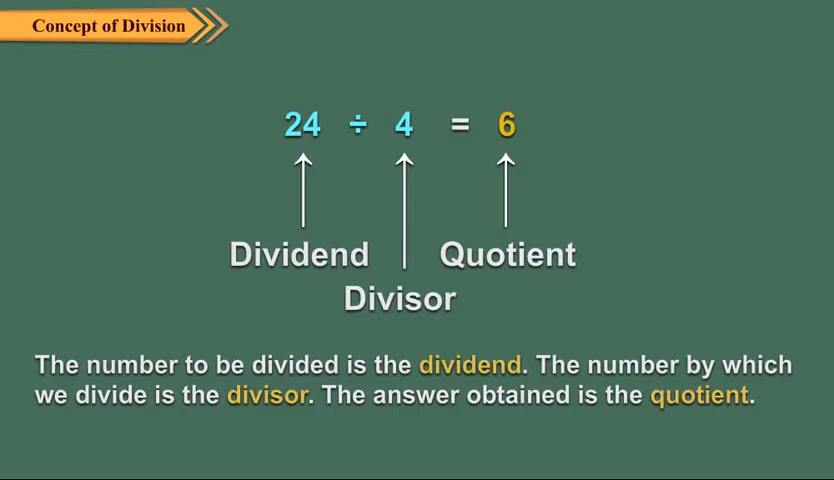 Concept of Division
24 ÷ 4 = 6
Dividend
Quotient
Divisor
The number to be divided is the dividend. The number by which
we divide is the divisor. The answer obtained is the quotient.